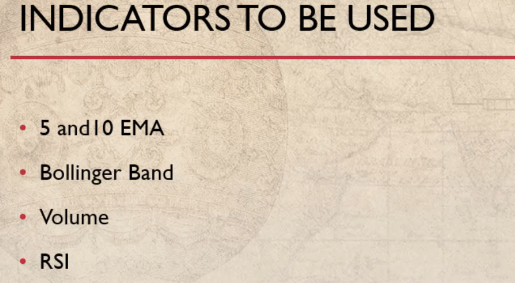 INDICATORS TO BE USED
• 5 and10 EMA
• Bollinger Band
• Volume
• RSI